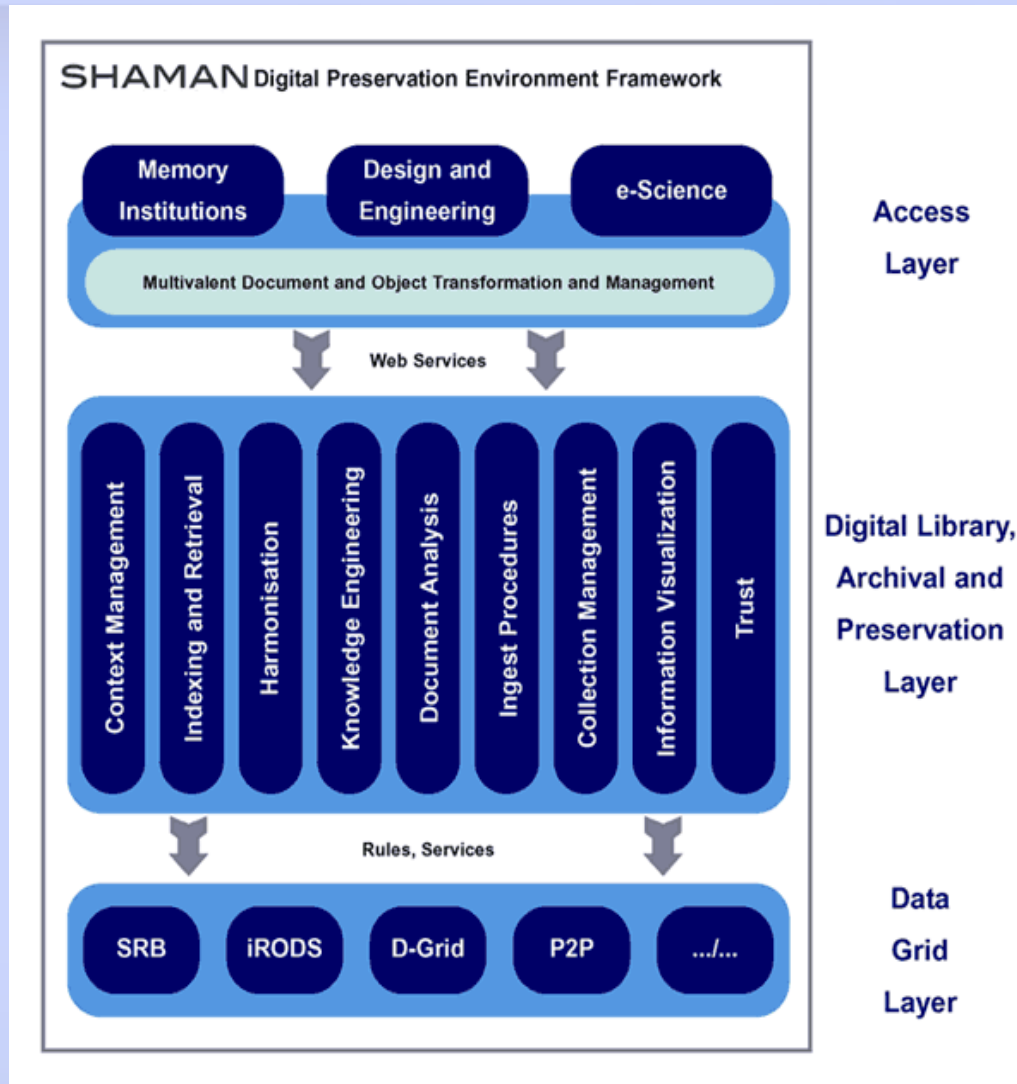 SHAMAN Digital Preservation Environment Framework
Memory
Institutions
Design and
Engineering
e-Science
Multivalent Document and Object Transformation and Management
Access
Layer
Web Services
Context Management
Indexing and Retrieval
Harmonisation
Knowledge Engineering
Document Analysis
Ingest Procedures
Collection Management
Information Visualization
Trust
Digital Library,
Archival and
Preservation
Layer
Rules, Services
SRB
iRODS
D-Grid
P2P
.../...
Data
Grid
Layer